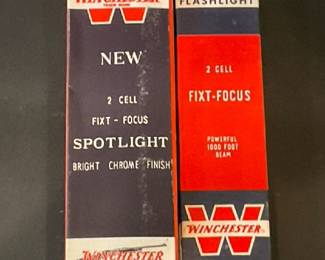 WINCHESTER
TRADE MARK
NEW
2 CELL
FIXT - FOCUS
SPOTLIGHT
BRIGHT CHROME FINISH
WINCHESTER
FLASHLIGHT
2 CELL
FIXT-FOCUS
POWERFUL
1000 FOOT
BEAM
WINCHESTER